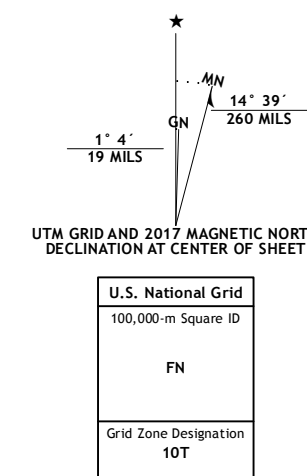 ★
MN
GN
14° 39´
260 MILS
1° 4´
19 MILS
UTM GRID AND 2017 MAGNETIC NORT
DECLINATION AT CENTER OF SHEET
U.S. National Grid
100,000-m Square ID
FN
Grid Zone Designation
10T